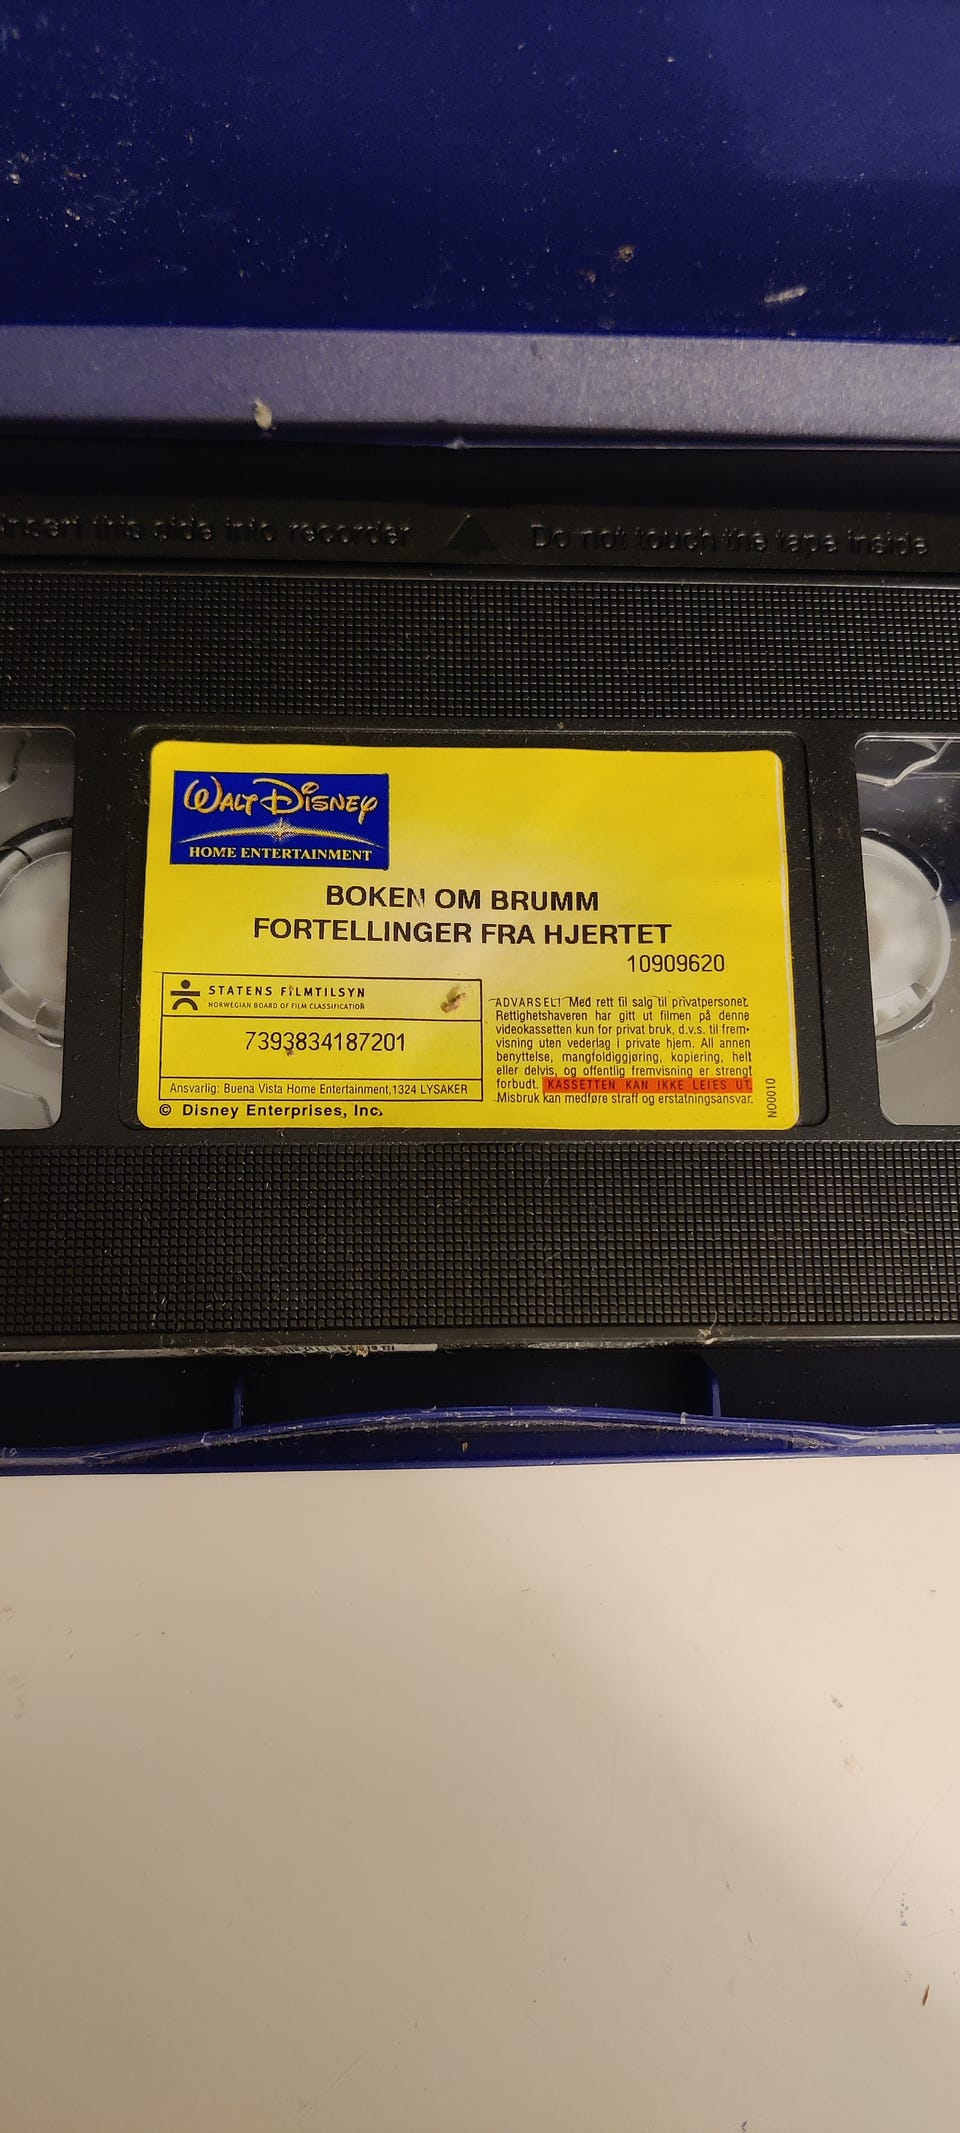 Insert this side into recorder
Do not touch the tape inside
WALT DISNEY
HOME ENTERTAINMENT
BOKEN OM BRUMM
FORTELLINGER FRA HJERTET
10909620
STATENS FILMTILSYN
NORWEGIAN BOARD OF FILM CLASSIFICATION
7393834187201
Ansvarlig: Buena Vista Home Entertainment,1324 LYSAKER
© Disney Enterprises, Inc.
ADVARSEL! Med rett til salg til privatpersoner.
Rettighetshaveren har gitt ut filmen på denne
videokassetten kun for privat bruk, d.v.s. til frem-
visning uten vederlag i private hjem. All annen
benyttelse, mangfoldiggjøring, kopiering, helt
eller delvis, og offentlig fremvisning er strengt
forbudt. KASSETTEN KAN IKKE LEIES UT.
Misbruk kan medføre straff og erstatningsansvar.
NO0010